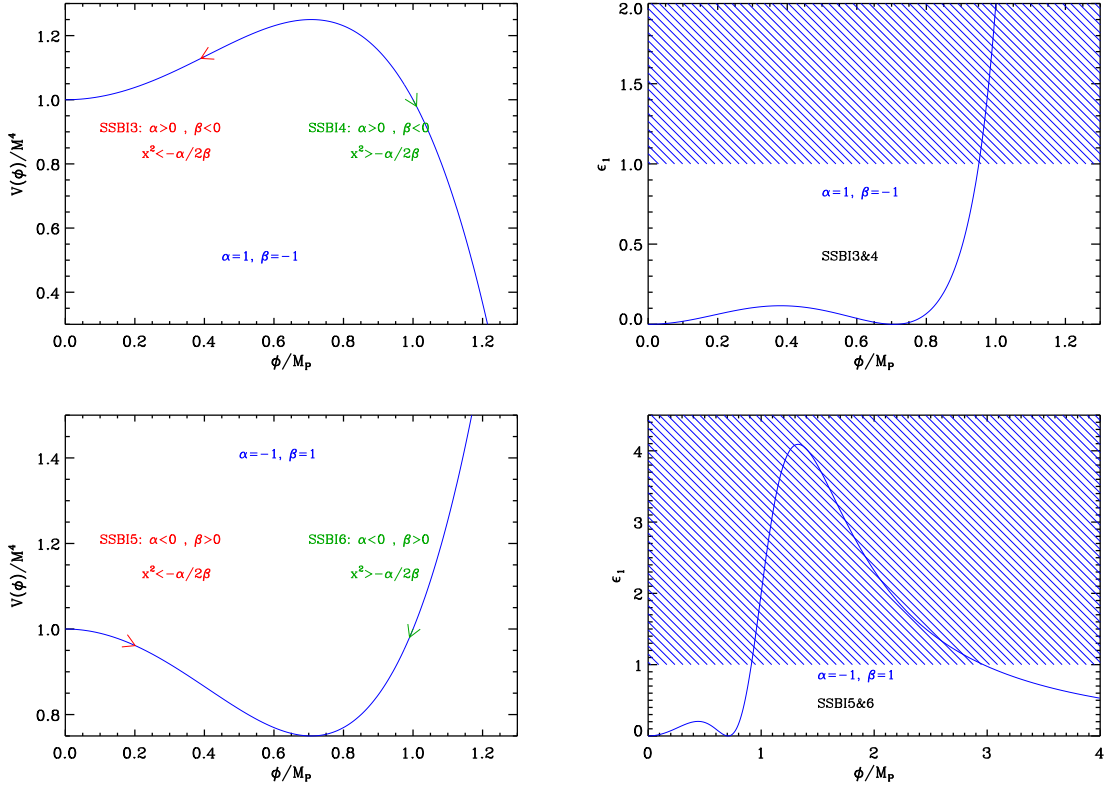 V(ϕ)/M⁴
1.2
1.0
0.8
0.6
0.4
SSBI3: α>0 , β<0
x²<-α/2β
SSBI4: α>0 , β<0
x²>-α/2β
α=1, β=-1
0.0 0.2 0.4 0.6 0.8 1.0 1.2
ϕ/Mₚ
ϵ₁
2.0
1.5
1.0
0.5
0.0
α=1, β=-1
SSBI3&4
0.0 0.2 0.4 0.6 0.8 1.0 1.2
ϕ/Mₚ
V(ϕ)/M⁴
1.4
1.2
1.0
0.8
α=-1, β=1
SSBI5: α<0 , β>0
x²<-α/2β
SSBI6: α<0 , β>0
x²>-α/2β
0.0 0.2 0.4 0.6 0.8 1.0 1.2
ϕ/Mₚ
ϵ₁
4
3
2
1
0
α=-1, β=1
SSBI5&6
0 1 2 3 4
ϕ/Mₚ